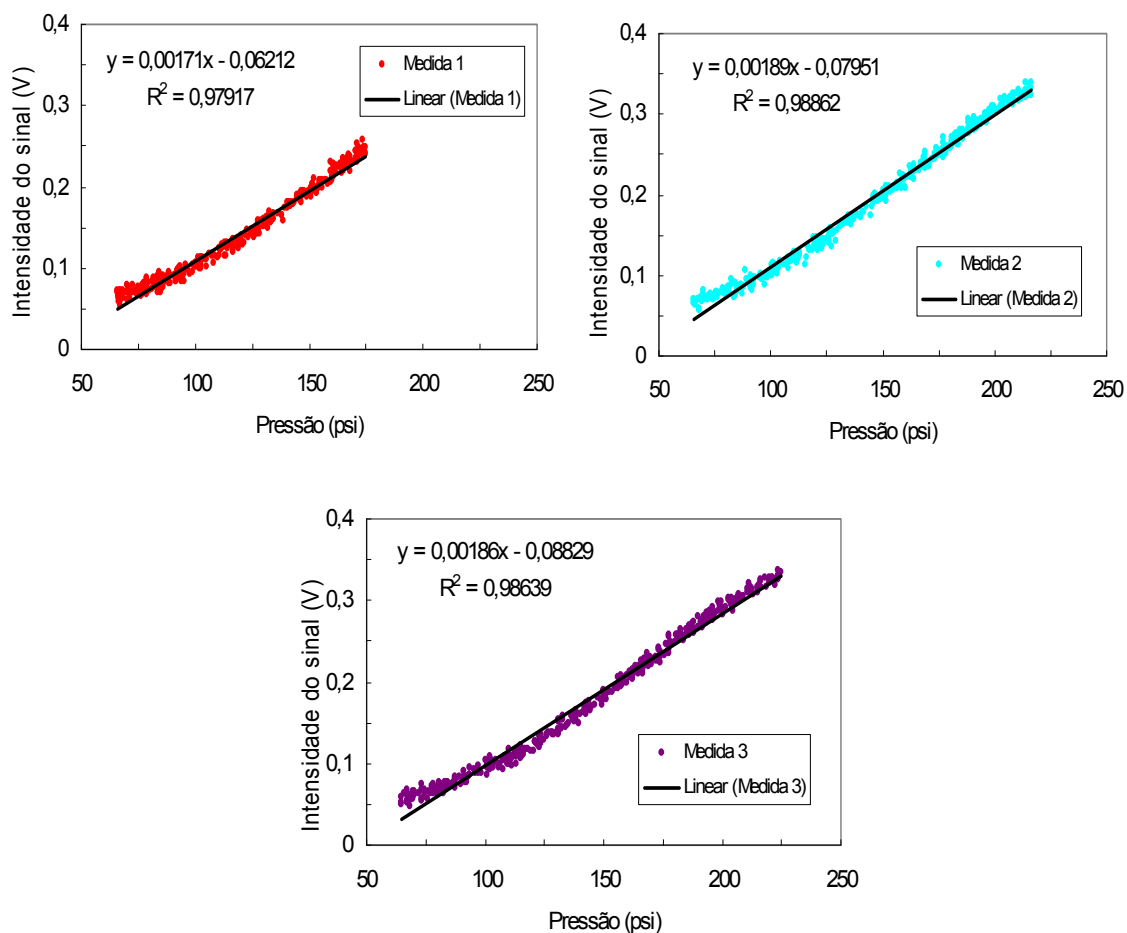 0,4
y = 0,00171x - 0,06212
R² = 0,97917
Medida 1
Linear (Medida 1)
0,3
0,2
0,1
0
Intensidade do sinal (V)
50 100 150 200 250
Pressão (psi)
0,4
y = 0,00189x - 0,07951
R² = 0,98862
0,3
0,2
0,1
0
Intensidade do sinal (V)
Medida 2
Linear (Medida 2)
50 100 150 200 250
Pressão (psi)
0,4
y = 0,00186x - 0,08829
R² = 0,98639
0,3
0,2
0,1
0
Intensidade do sinal (V)
Medida 3
Linear (Medida 3)
50 100 150 200 250
Pressão (psi)